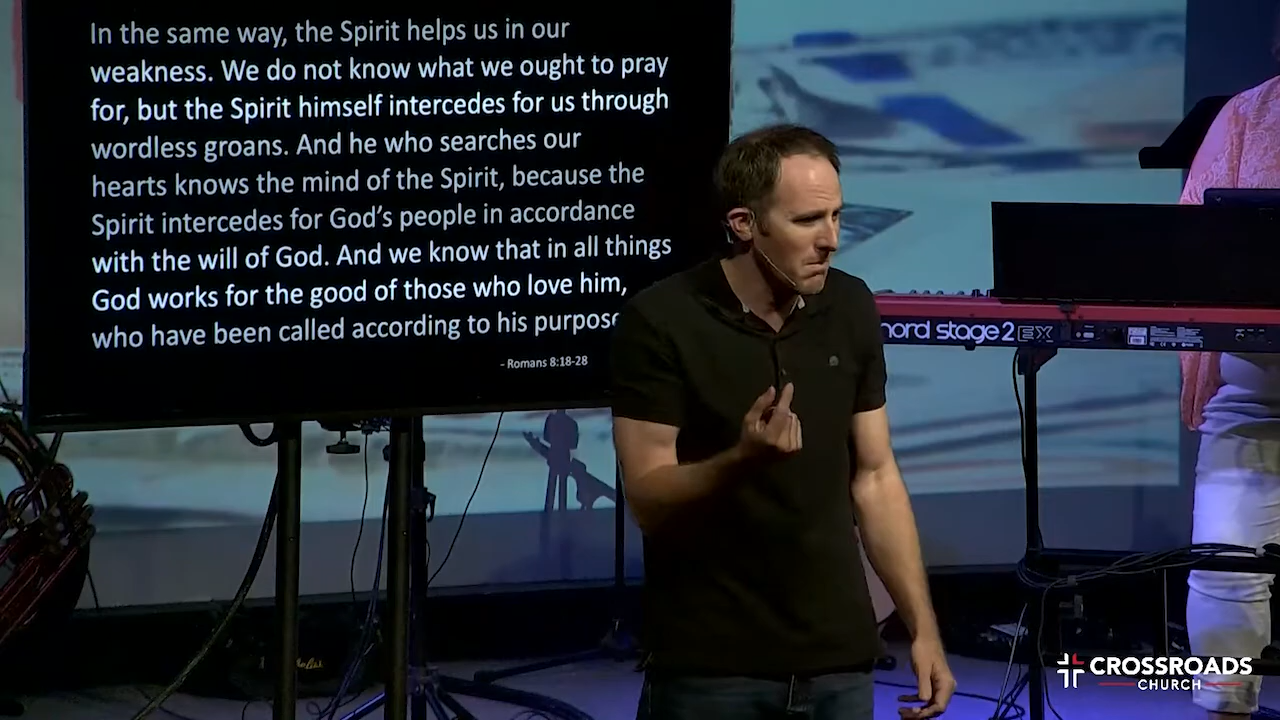 In the same way, the Spirit helps us in our
weakness. We do not know what we ought to pray
for, but the Spirit himself intercedes for us through
wordless groans. And he who searches our
hearts knows the mind of the Spirit, because the
Spirit intercedes for God's people in accordance
with the will of God. And we know that in all things
God works for the good of those who love him,
who have been called according to his purpose
- Romans 8:18-28
stage 2 EX
CROSSROADS
CHURCH